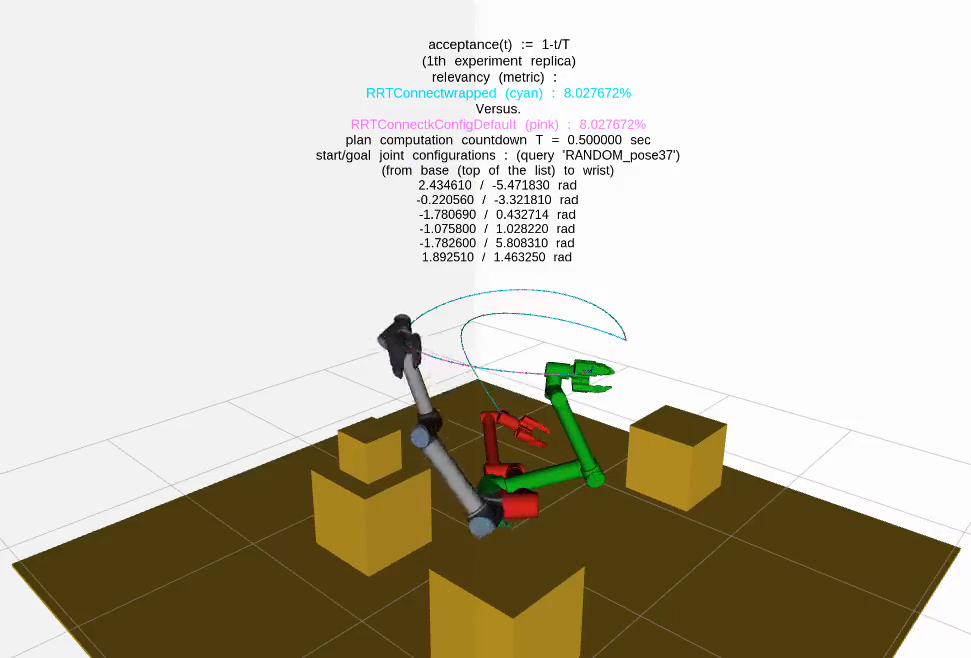 acceptance(t) := 1-t/T
(1th experiment replica)
relevancy (metric) :
RRTConnectwrapped (cyan) : 8.027672%
Versus.
RRTConnectkConfigDefault (pink) : 8.027672%
plan computation countdown T = 0.500000 sec
start/goal joint configurations : (query 'RANDOM_pose37')
(from base (top of the list) to wrist)
2.434610 / -5.471830 rad
-0.220560 / -3.321810 rad
-1.780690 / 0.432714 rad
-1.075800 / 1.028220 rad
-1.782600 / 5.808310 rad
1.892510 / 1.463250 rad